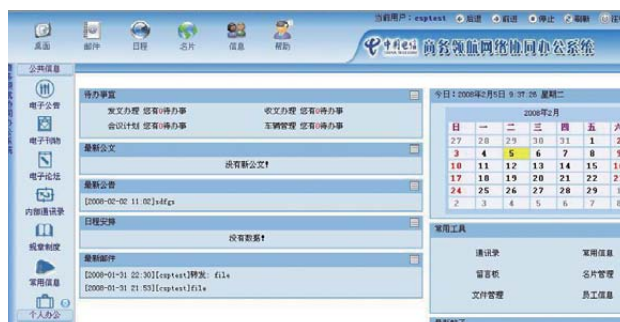 当前用户:csptest 后退 前进 停止 刷新
桌面 邮件 日程 名片 信息 帮助
中国电信 商务领航网络协同办公系统
公共信息
电子公告
电子刊物
电子论坛
内部通讯录
规章制度
常用信息
个人办公
待办事宜
发文办理 您有0待办事 收文办理 您有0待办事
会议计划 您有0待办事 车辆管理 您有0待办事
最新公文
没有新公文!
最新公告
[2008-02-02 11:02]sdfgs
日程安排
没有数据!
最新邮件
[2008-01-31 22:30][csptest]转发: file
[2008-01-31 21:53][csptest]file
今日:2008年2月5日 9:37:26 星期二
2008年2月
日 一 二 三 四 五 六
27 28 29 30 31 1 2
3 4 5 6 7 8 9
10 11 12 13 14 15
17 18 19 20 21 22
24 25 26 27 28 29 1
2 3 4 5 6 7
常用工具
通讯录 常用信息
留言板 名片管理
文件管理 员工信息